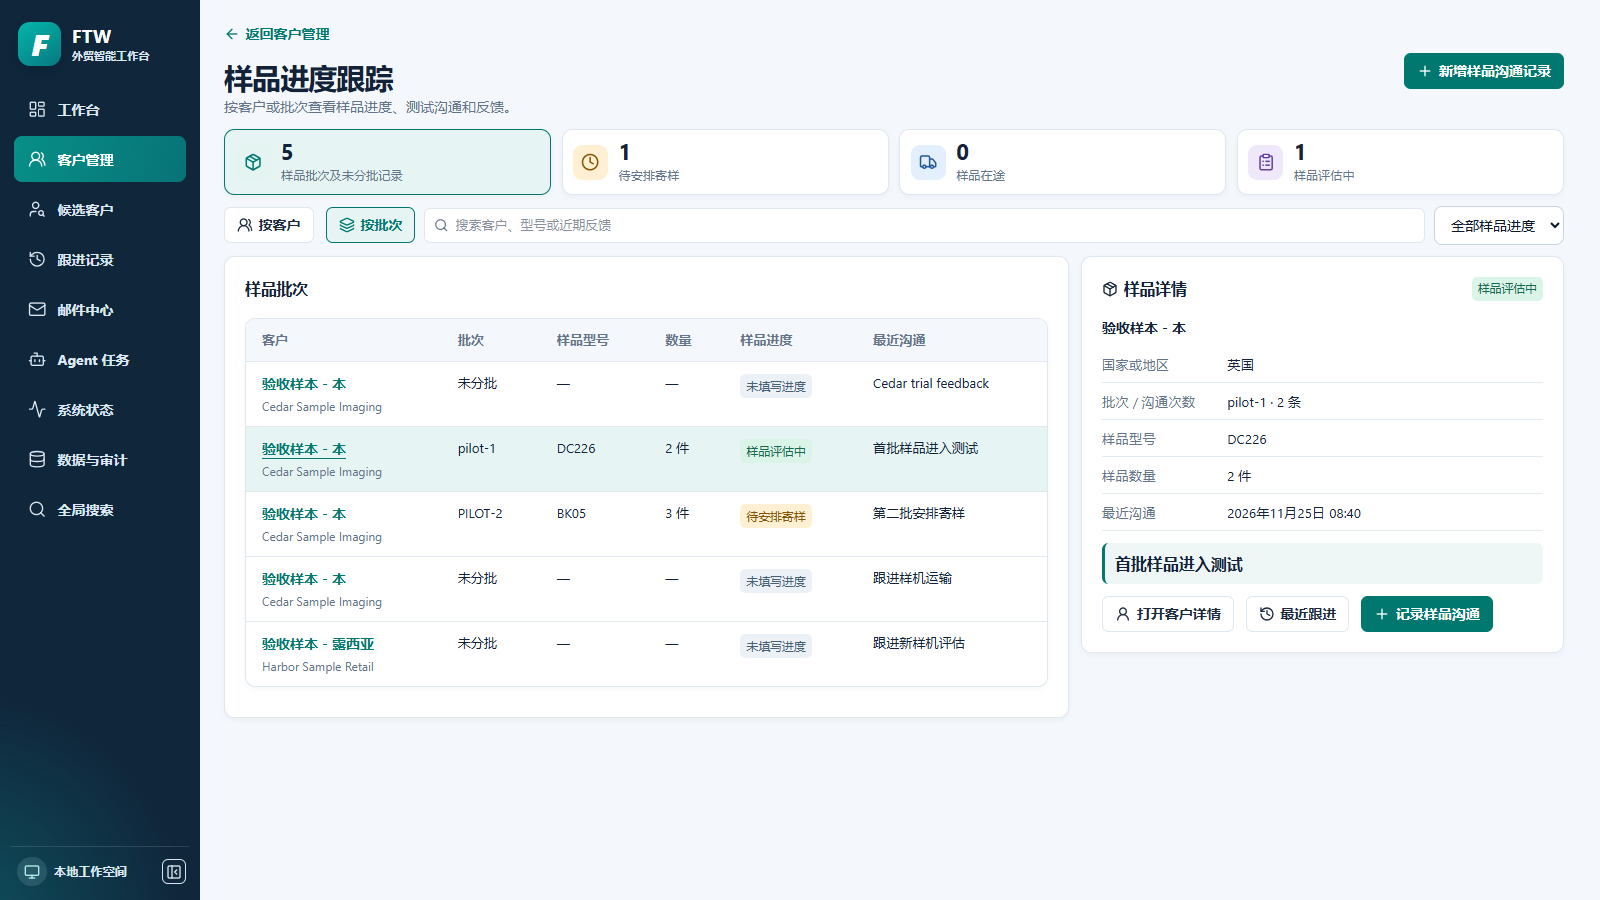 FTW
外贸智能工作台
工作台
客户管理
候选客户
跟进记录
邮件中心
Agent 任务
系统状态
数据与审计
全局搜索
本地工作空间
返回客户管理
样品进度跟踪
按客户或批次查看样品进度、测试沟通和反馈。
新增样品沟通记录
5
样品批次及未分批记录
1
待安排寄样
0
样品在途
1
样品评估中
按客户
按批次
搜索客户、型号或近期反馈
全部样品进度
样品批次
客户 批次 样品型号 数量 样品进度 最近沟通
验收样本 - 本 未分批 — — 未填写进度 Cedar trial feedback
Cedar Sample Imaging
验收样本 - 本 pilot-1 DC226 2 件 样品评估中 首批样品进入测试
Cedar Sample Imaging
验收样本 - 本 PILOT-2 BK05 3 件 待安排寄样 第二批安排寄样
Cedar Sample Imaging
验收样本 - 本 未分批 — — 未填写进度 跟进样机运输
Cedar Sample Imaging
验收样本 - 露西亚 未分批 — — 未填写进度 跟进新样机评估
Harbor Sample Retail
样品详情
样品评估中
验收样本 - 本
国家或地区 英国
批次 / 沟通次数 pilot-1 · 2 条
样品型号 DC226
样品数量 2 件
最近沟通 2026年11月25日 08:40
首批样品进入测试
打开客户详情
最近跟进
记录样品沟通